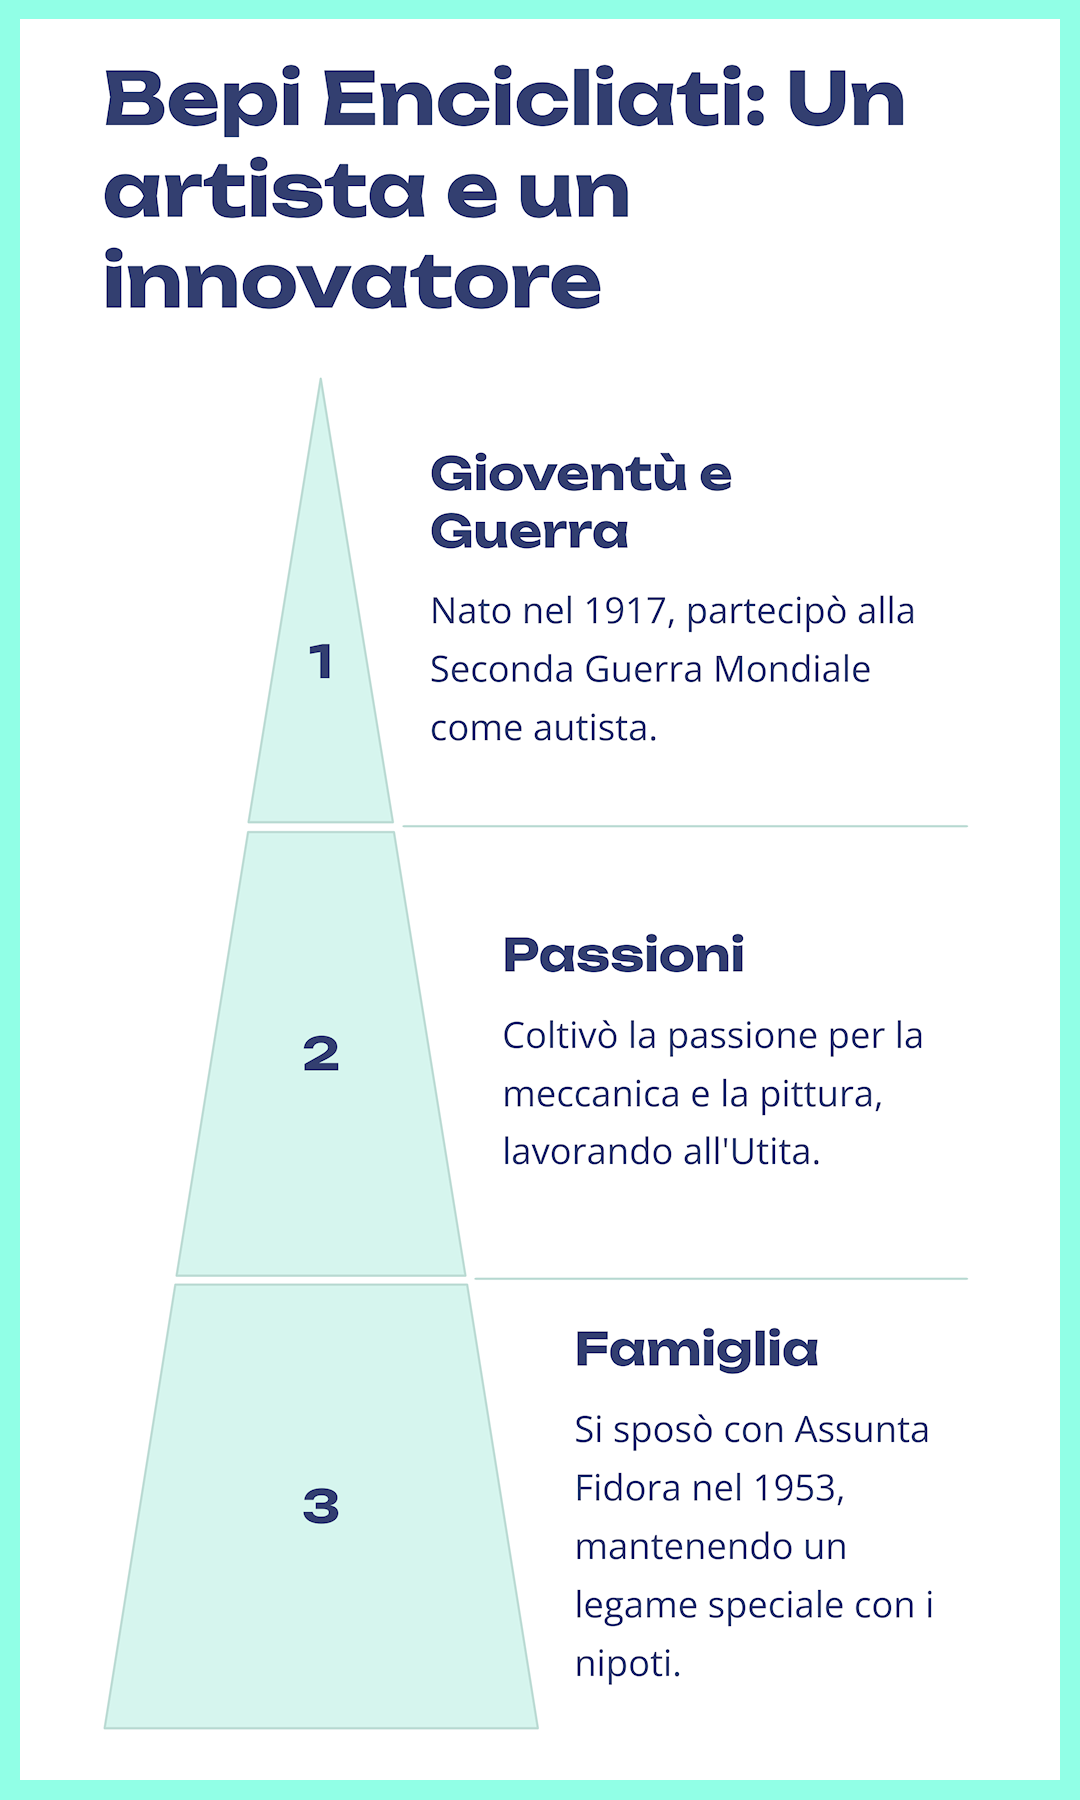 Bepi Encicliati: Un
artista e un
innovatore
Gioventù e
Guerra
Nato nel 1917, partecipò alla
Seconda Guerra Mondiale
come autista.
1
Passioni
Coltivò la passione per la
meccanica e la pittura,
lavorando all'Utita.
2
Famiglia
Si sposò con Assunta
Fidora nel 1953,
mantenendo un
legame speciale con i
nipoti.
3